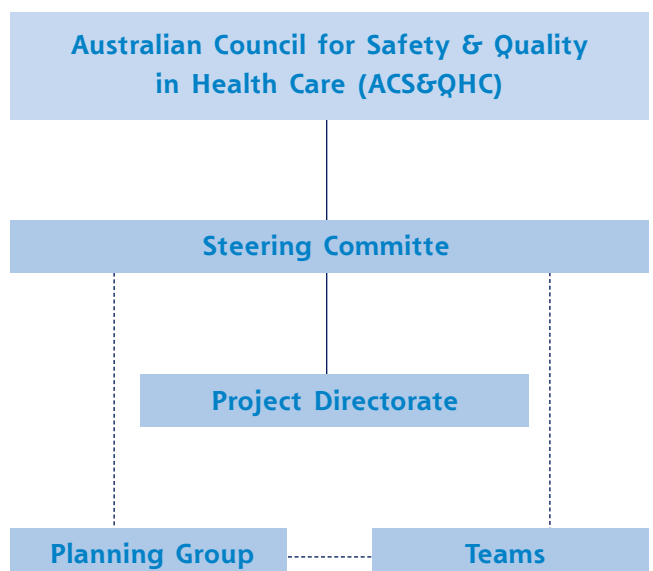 Australian Council for Safety & Quality
in Health Care (ACS&QHC)
Steering Committe
Project Directorate
Planning Group
Teams